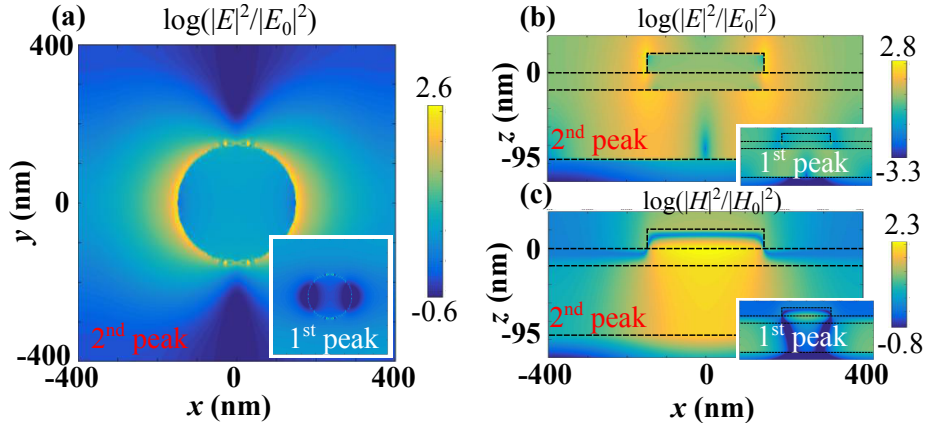 (a)
log(|E|²/|E₀|²)
400
0
-400
y (nm)
2nd peak
1st peak
-400
0
400
x (nm)
2.6
-0.6
(b)
log(|E|²/|E₀|²)
0
-95
z (nm)
2nd peak
1st peak
2.8
-3.3
(c)
log(|H|²/|H₀|²)
0
-95
z (nm)
2nd peak
1st peak
2.3
-0.8
-400
0
400
x (nm)